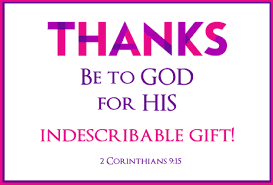 THANKS
BE TO GOD
FOR HIS
INDESCRIBABLE GIFT!
2 CORINTHIANS 9:15